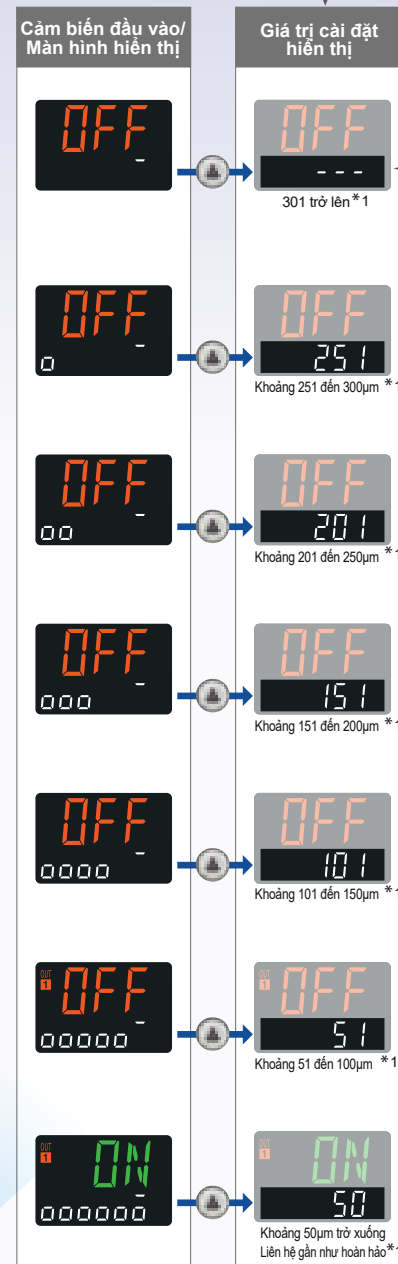 Cảm biến đầu vào/
Màn hình hiển thị
Giá trị cài đặt
hiển thị
OFF
-
OFF
---
301 trở lên*1
OFF
-
o
OFF
251
Khoảng 251 đến 300µm *1
OFF
-
oo
OFF
201
Khoảng 201 đến 250µm *1
OFF
-
ooo
OFF
151
Khoảng 151 đến 200µm *1
OFF
-
oooo
OFF
101
Khoảng 101 đến 150µm *1
OUT
1
OFF
-
ooooo
OUT
1
OFF
51
Khoảng 51 đến 100µm *1
OUT
1
ON
-
oooooo
OUT
1
ON
50
Khoảng 50µm trở xuống
Liên hệ gần như hoàn hảo*1